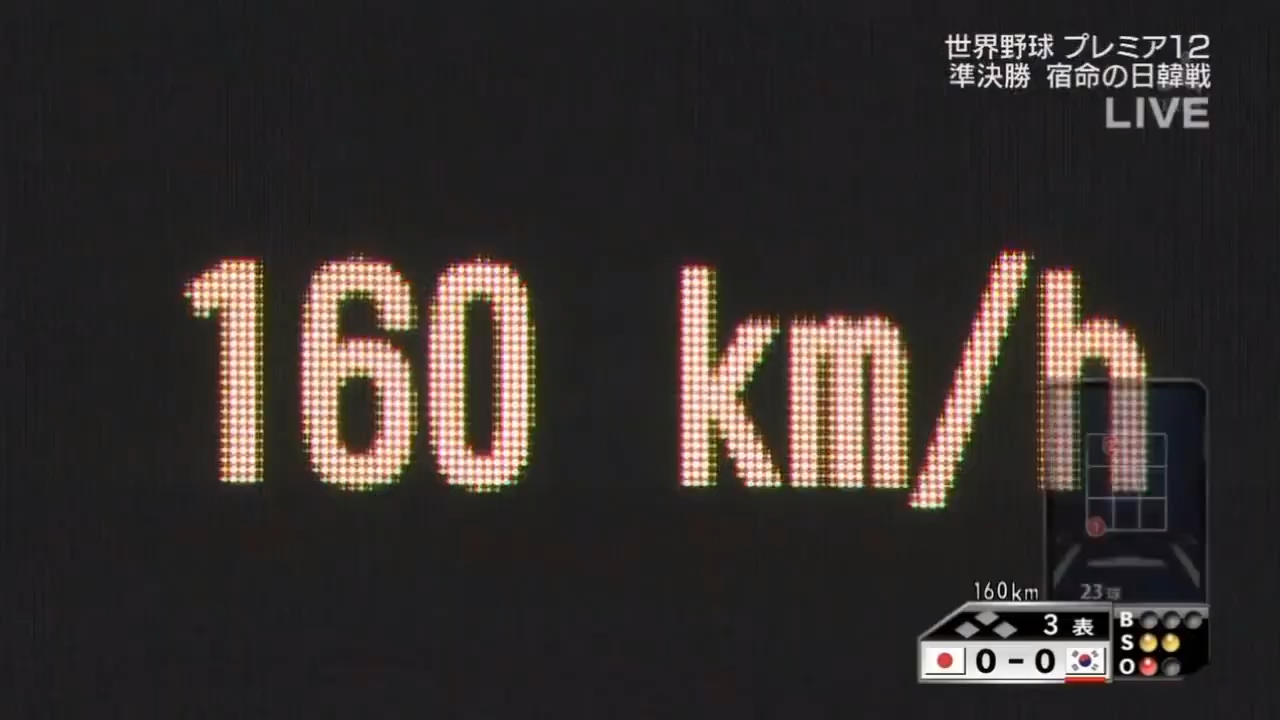 世界野球 プレミア12
準決勝 宿命の日韓戦
LIVE
160 km/h
160km
23球
3 表
0 - 0
B
S
O